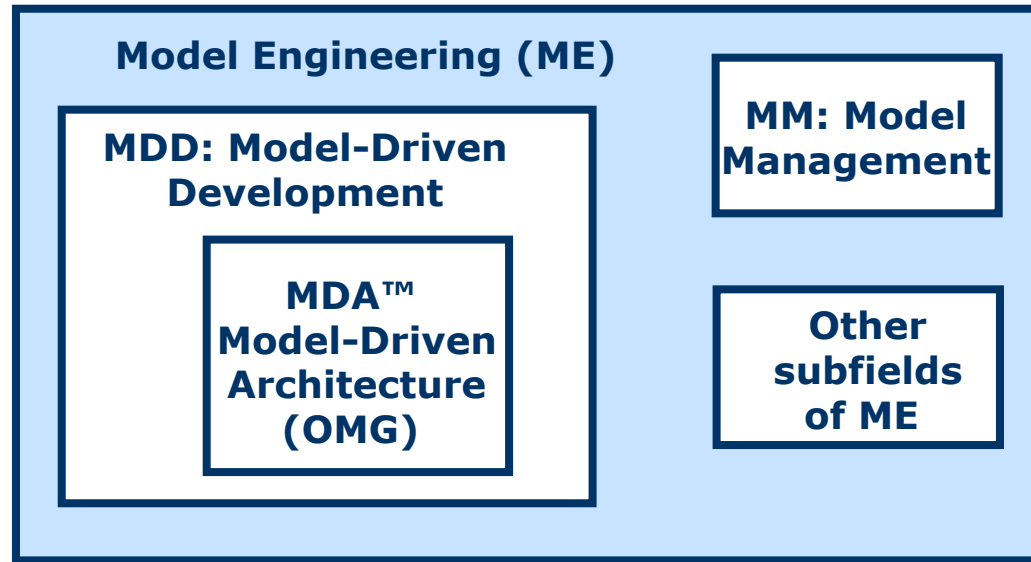 Model Engineering (ME)
MDD: Model-Driven
Development
MDA™
Model-Driven
Architecture
(OMG)
MM: Model
Management
Other
subfields
of ME